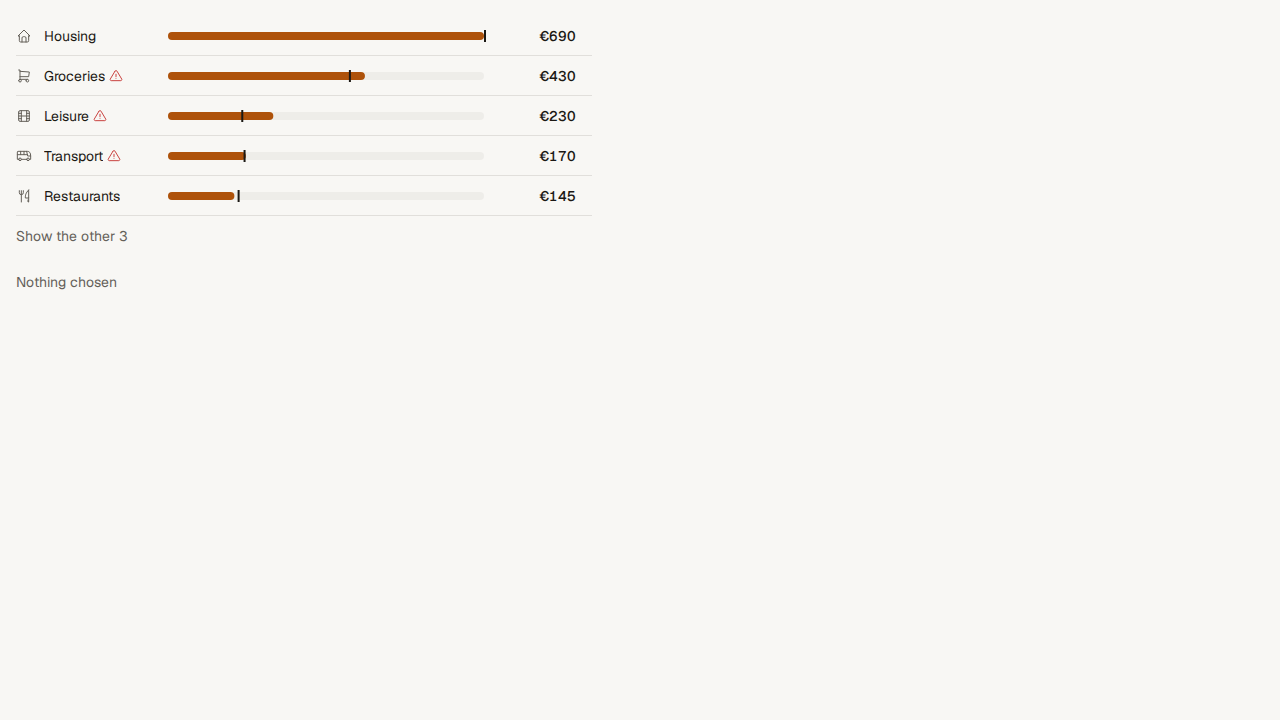 Housing €690
Groceries €430
Leisure €230
Transport €170
Restaurants €145
Show the other 3
Nothing chosen